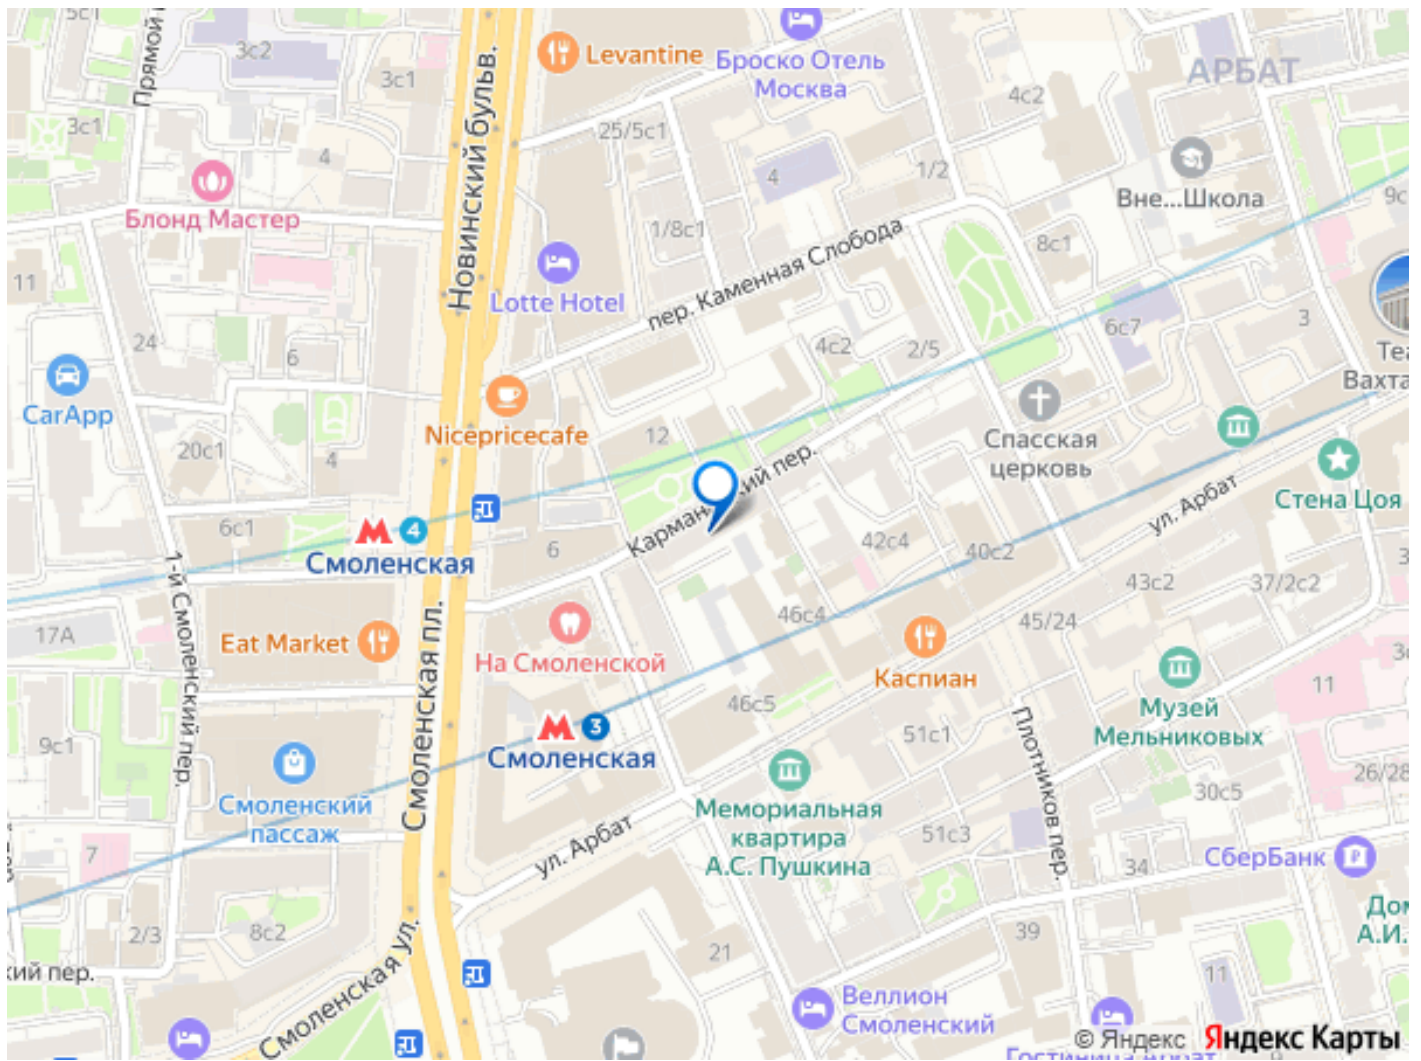 Прямой
3с2
3с1
Новинский бульв.
Levantine
Броско Отель
Москва
АРБАТ
4с2
3с1
4
25/5с1
4
1/2
Вне...Школа
9с
Блонд Мастер
1/8с1
8с1
11
Lotte Hotel
пер. Каменная Слобода
6с7
3
24
6
4с2
2/5
Теа
Вахта
CarApp
Nicepricecafe
12
Спасская
церковь
20с1
4
пер.
ул. Арбат
Стена Цоя
6с1
4
Смоленская
6
42с4
40с2
43с2
37/2с2
1-й Смоленский пер.
17А
Eat Market
Смоленская пл.
На Смоленской
46с4
45/24
Каспиан
11
46с5
Музей
Мельниковых
9с1
3
Смоленская
51с1
Плотников пер.
26/28
Смоленский
пассаж
Мемориальная
квартира
А.С. Пушкина
30с5
7
ул. Арбат
51с3
34
СберБанк
2/3
8с2
Дом
А.И.
кий пер.
Смоленская ул.
21
39
11
Веллион
Смоленский
Гостиница Арбат
© Яндекс Яндекс Карты